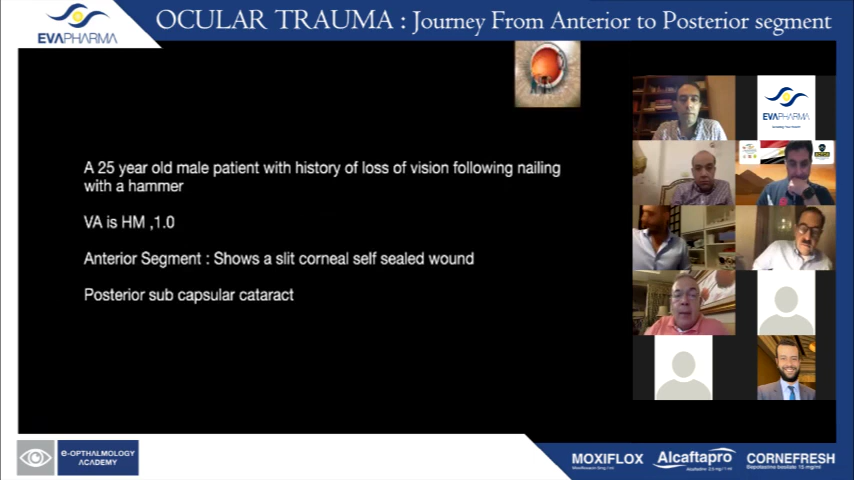 EVAPHARMA
OCULAR TRAUMA : Journey From Anterior to Posterior segment
A 25 year old male patient with history of loss of vision following nailing
with a hammer
VA is HM ,1.0
Anterior Segment : Shows a slit corneal self sealed wound
Posterior sub capsular cataract
EVAPHARMA
e-OPTHALMOLOGY
ACADEMY
MOXIFLOX
Alcaftapro
CORNEFRESH